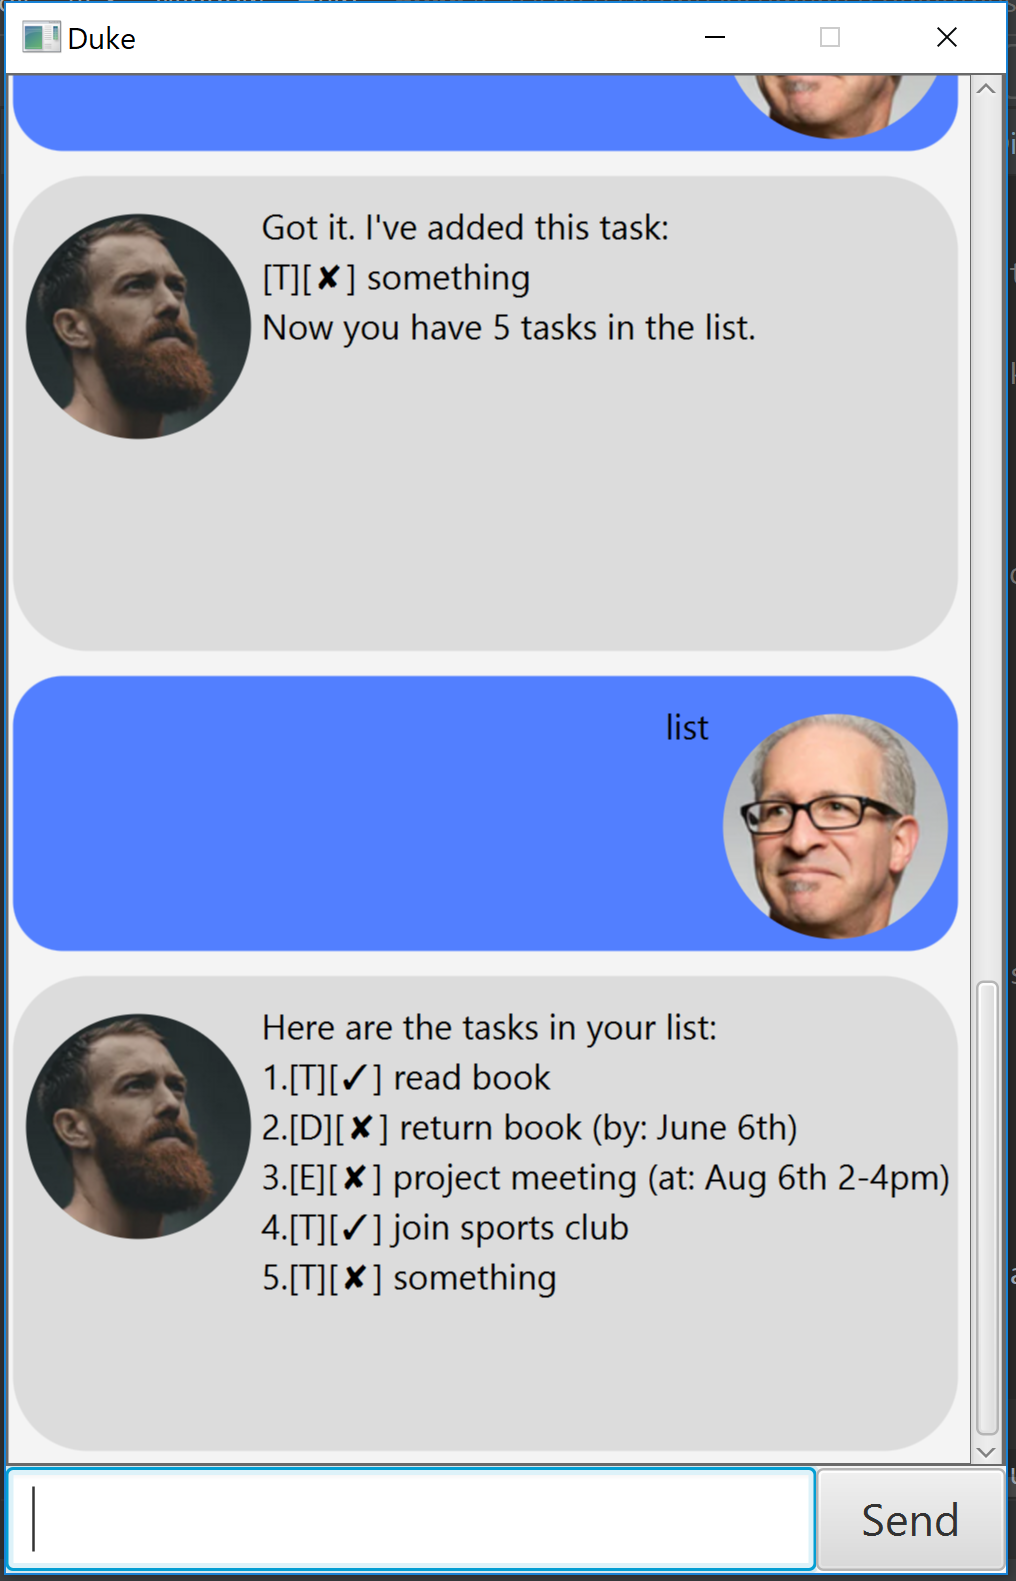 Duke
Got it. I've added this task:
[T][✘] something
Now you have 5 tasks in the list.
list
Here are the tasks in your list:
1.[T][✓] read book
2.[D][✘] return book (by: June 6th)
3.[E][✘] project meeting (at: Aug 6th 2-4pm)
4.[T][✓] join sports club
5.[T][✘] something
Send